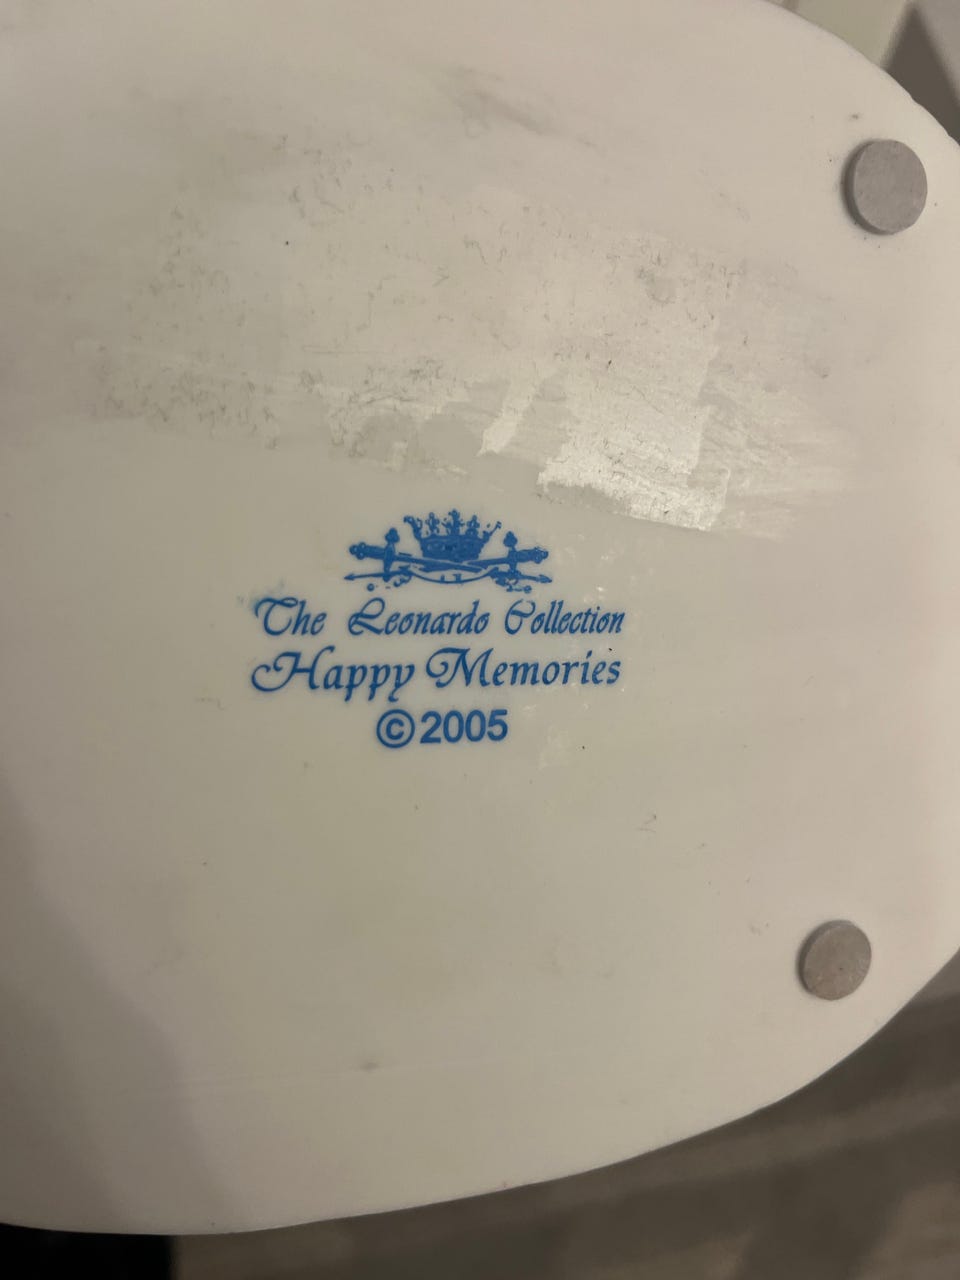 The Leonardo Collection
Happy Memories
©2005